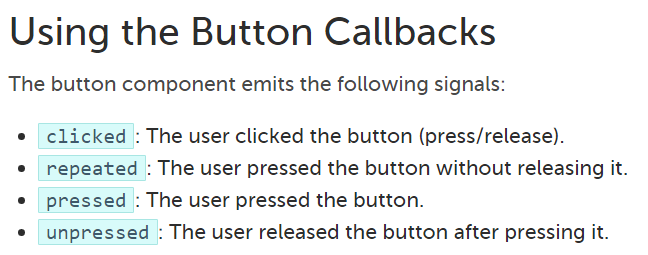 Using the Button Callbacks
The button component emits the following signals:
clicked: The user clicked the button (press/release).
repeated: The user pressed the button without releasing it.
pressed: The user pressed the button.
unpressed: The user released the button after pressing it.